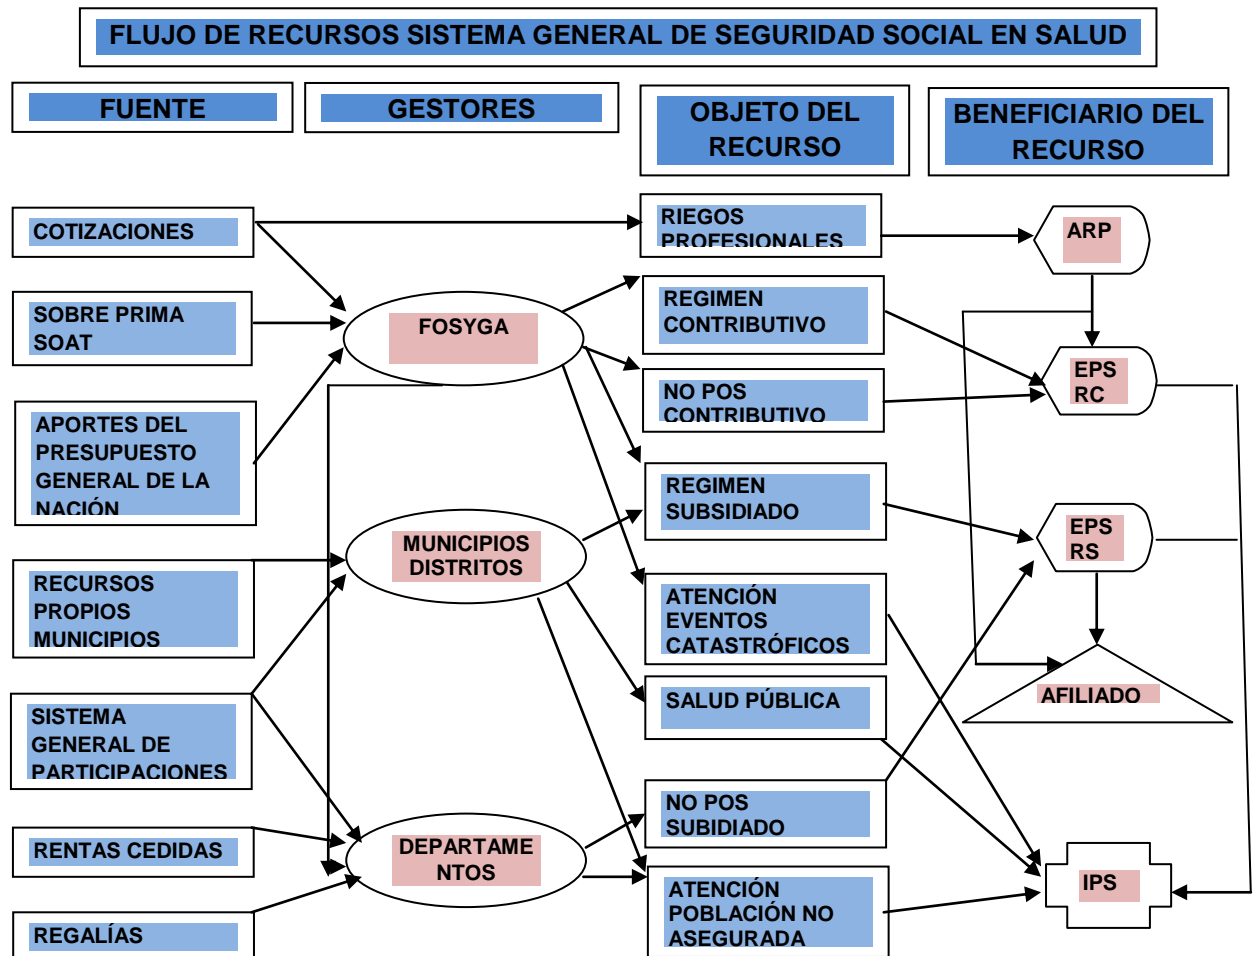 FLUJO DE RECURSOS SISTEMA GENERAL DE SEGURIDAD SOCIAL EN SALUD
FUENTE
GESTORES
OBJETO DEL
RECURSO
BENEFICIARIO DEL
RECURSO
COTIZACIONES
SOBRE PRIMA
SOAT
APORTES DEL
PRESUPUESTO
GENERAL DE LA
NACIÓN
RECURSOS
PROPIOS
MUNICIPIOS
SISTEMA
GENERAL DE
PARTICIPACIONES
RENTAS CEDIDAS
REGALÍAS
FOSYGA
MUNICIPIOS
DISTRITOS
DEPARTAME
NTOS
RIEGOS
PROFESIONALES
REGIMEN
CONTRIBUTIVO
NO POS
CONTRIBUTIVO
REGIMEN
SUBSIDIADO
ATENCIÓN
EVENTOS
CATASTRÓFICOS
SALUD PÚBLICA
NO POS
SUBIDIADO
ATENCIÓN
POBLACIÓN NO
ASEGURADA
ARP
EPS
RC
EPS
RS
AFILIADO
IPS